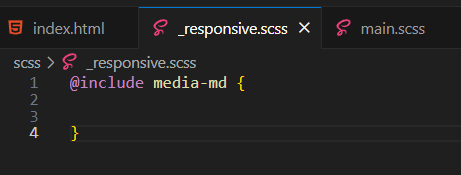 index.html
_responsive.scss
main.scss
scss > _responsive.scss
1 @include media-md {
2
3
4 }